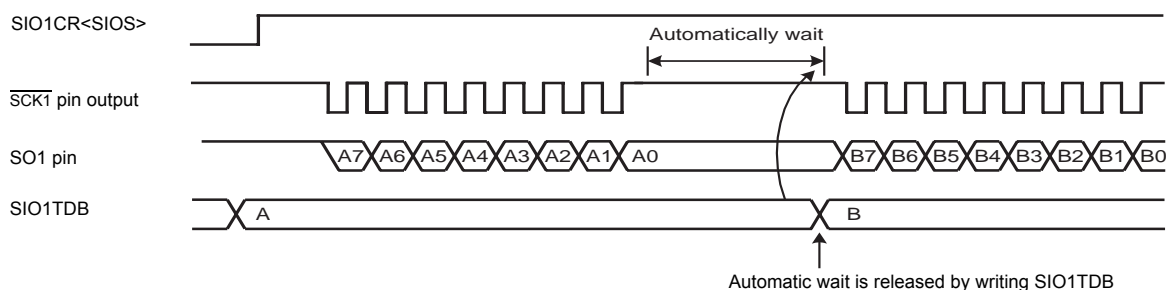 SIO1CR<SIOS>
Automatically wait
SCK1 pin output
SO1 pin
A7 A6 A5 A4 A3 A2 A1 A0 B7 B6 B5 B4 B3 B2 B1 B0
SIO1TDB
A B
Automatic wait is released by writing SIO1TDB